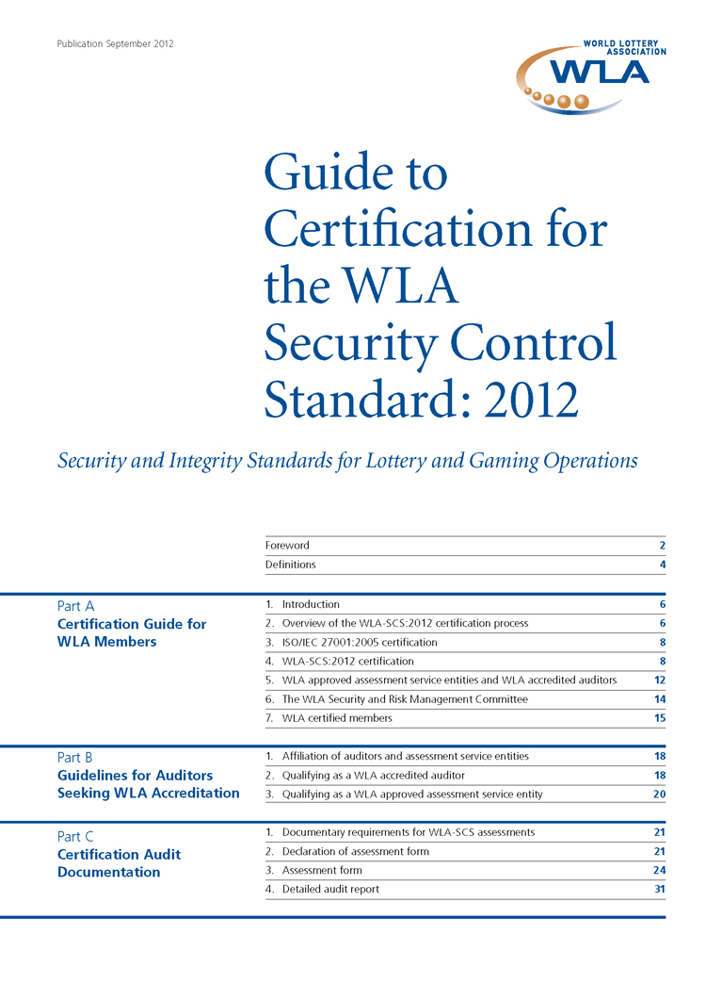 Publication September 2012
WORLD LOTTERY
ASSOCIATION
WLA
Guide to
Certification for
the WLA
Security Control
Standard: 2012
Security and Integrity Standards for Lottery and Gaming Operations
Foreword 2
Definitions 4
Part A
Certification Guide for
WLA Members
1. Introduction 6
2. Overview of the WLA-SCS:2012 certification process 6
3. ISO/IEC 27001:2005 certification 8
4. WLA-SCS:2012 certification 8
5. WLA approved assessment service entities and WLA accredited auditors 12
6. The WLA Security and Risk Management Committee 14
7. WLA certified members 15
Part B
Guidelines for Auditors
Seeking WLA Accreditation
1. Affiliation of auditors and assessment service entities 18
2. Qualifying as a WLA accredited auditor 18
3. Qualifying as a WLA approved assessment service entity 20
Part C
Certification Audit
Documentation
1. Documentary requirements for WLA-SCS assessments 21
2. Declaration of assessment form 21
3. Assessment form 24
4. Detailed audit report 31